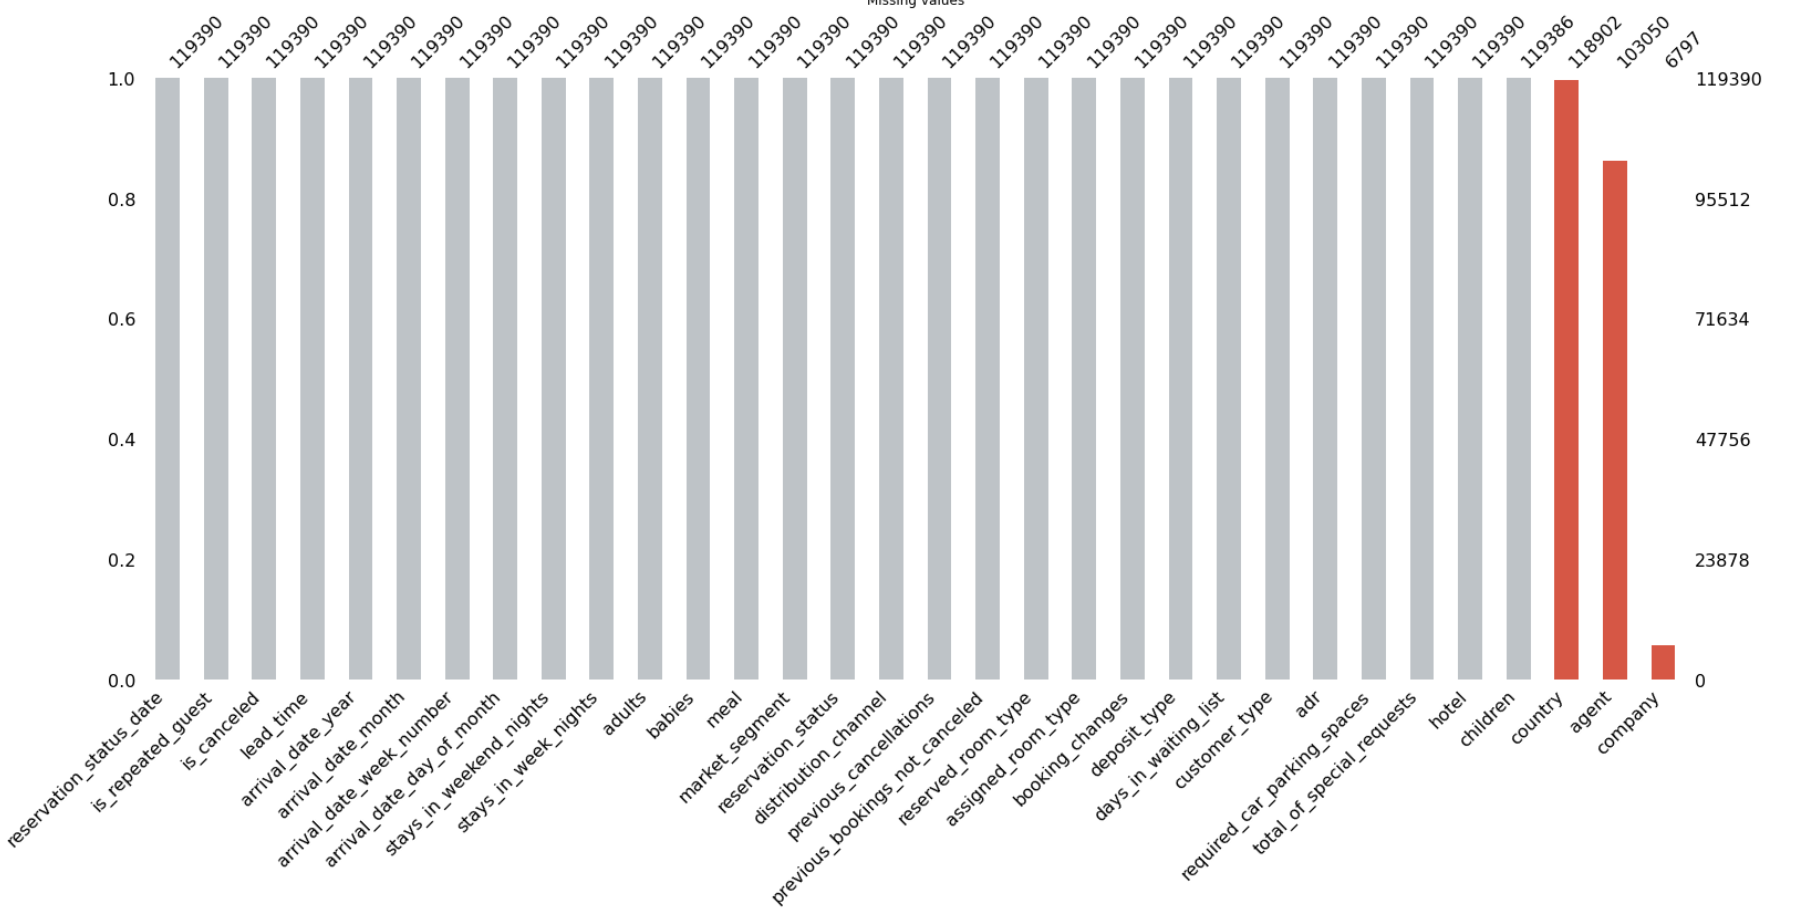 Missing values
119390 119390 119390 119390 119390 119390 119390 119390 119390 119390 119390 119390 119390 119390 119390 119390 119390 119390 119390 119390 119390 119390 119390 119390 119390 119390 119390 119390 119386 118902 103050 6797
1.0 119390
0.8 95512
0.6 71634
0.4 47756
0.2 23878
0.0 0
reservation_status_date
is_repeated_guest
is_canceled
lead_time
arrival_date_year
arrival_date_month
arrival_date_week_number
arrival_date_day_of_month
stays_in_weekend_nights
stays_in_week_nights
adults
babies
meal
market_segment
reservation_status
distribution_channel
previous_cancellations
previous_bookings_not_canceled
reserved_room_type
assigned_room_type
booking_changes
deposit_type
days_in_waiting_list
customer_type
adr
required_car_parking_spaces
total_of_special_requests
hotel
children
country
agent
company